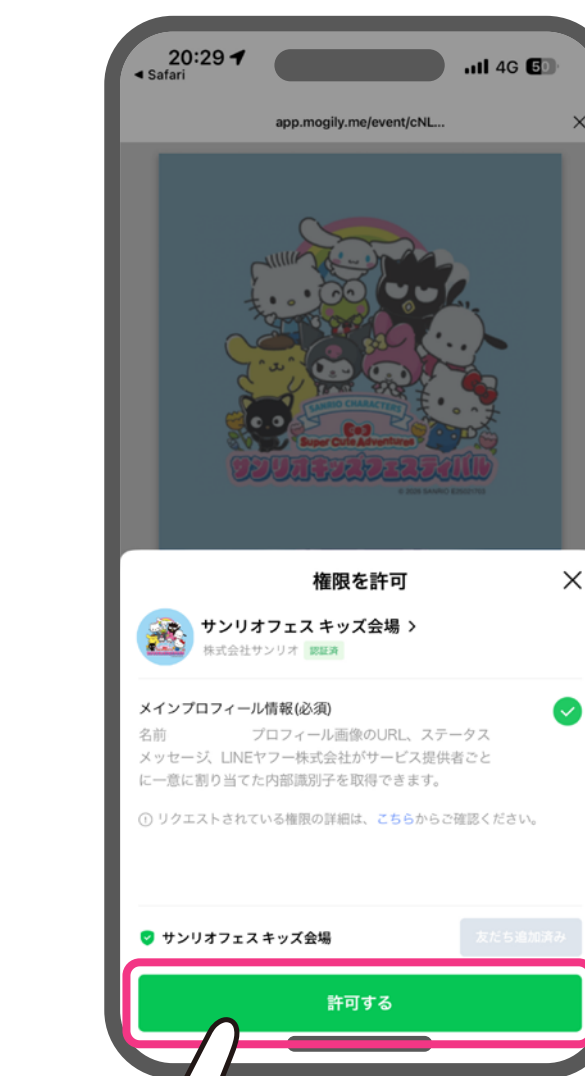 20:29
4G 50
◀ Safari
app.mogily.me/event/cNL...
SANRIO CHARACTERS
Super Cute Adventures
サンリオキッズフェスティバル
権限を許可
サンリオフェス キッズ会場
株式会社サンリオ 認証済
メインプロフィール情報(必須)
名前 プロフィール画像のURL、ステータス
メッセージ、LINEヤフー株式会社がサービス提供者ごと
に一意に割り当てた内部識別子を取得できます。
リクエストされている権限の詳細は、こちらからご確認ください。
サンリオフェス キッズ会場
友だち追加済み
許可する